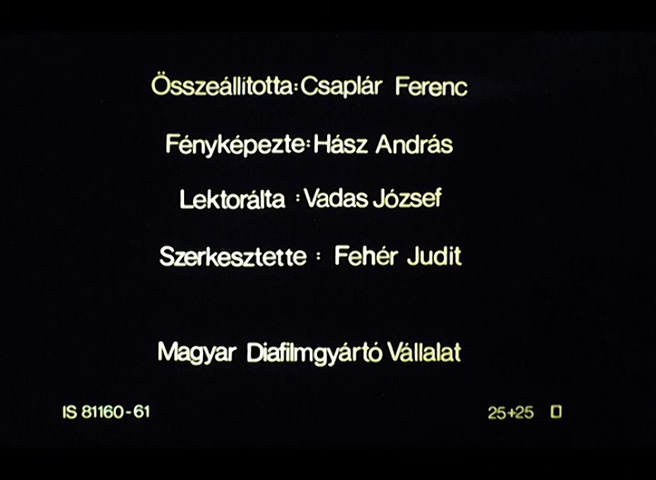 Összeállította: Csaplár Ferenc
Fényképezte: Hász András
Lektorálta : Vadas József
Szerkesztette : Fehér Judit
Magyar Diafilmgyártó Vállalat
IS 81160-61 25+25